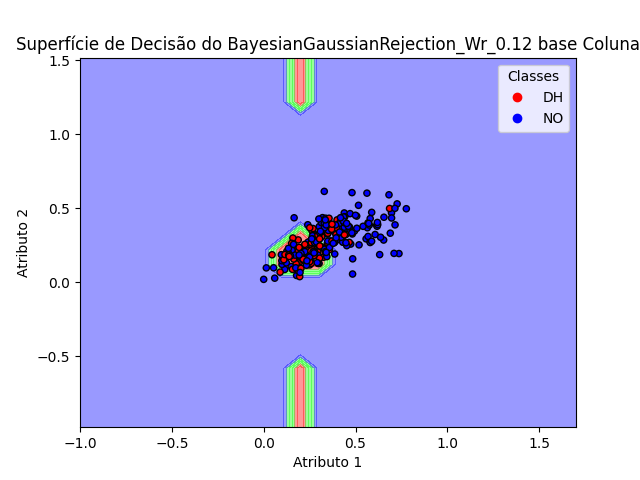 Superfície de Decisão do BayesianGaussianRejection_Wr_0.12 base Coluna
1.5
1.0
0.5
0.0
−0.5
−1.0
−0.5
0.0
0.5
1.0
1.5
Atributo 2
Atributo 1
Classes
DH
NO